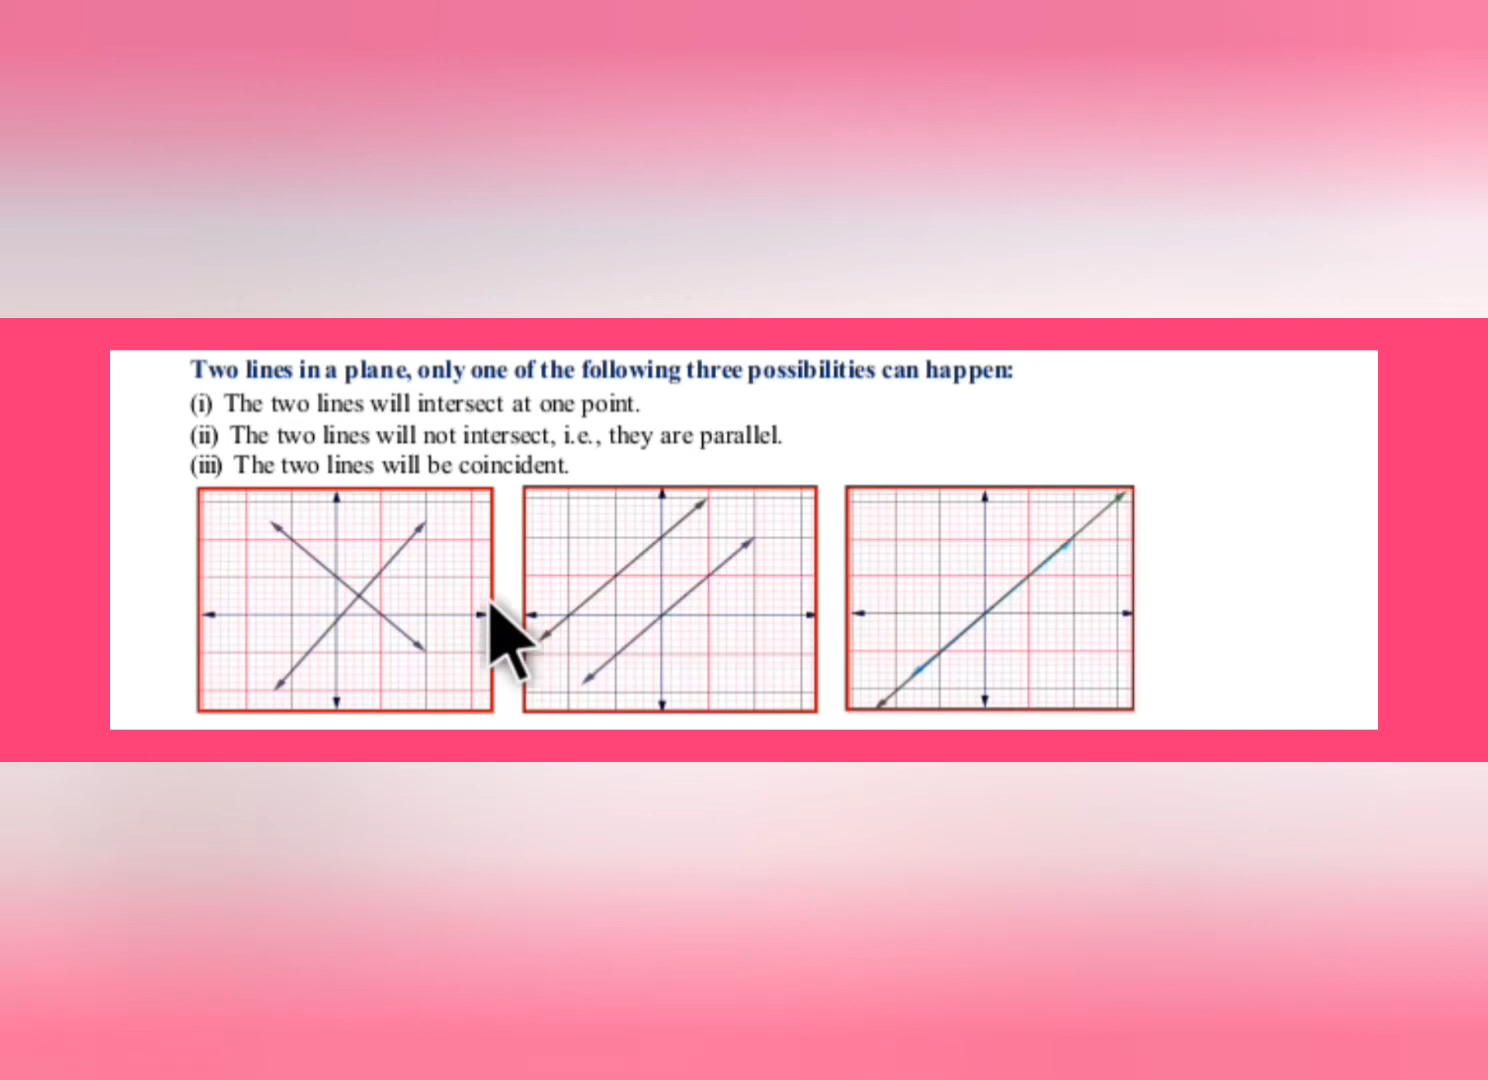 Two lines in a plane, only one of the following three possibilities can happen:
(i) The two lines will intersect at one point.
(ii) The two lines will not intersect, i.e., they are parallel.
(iii) The two lines will be coincident.